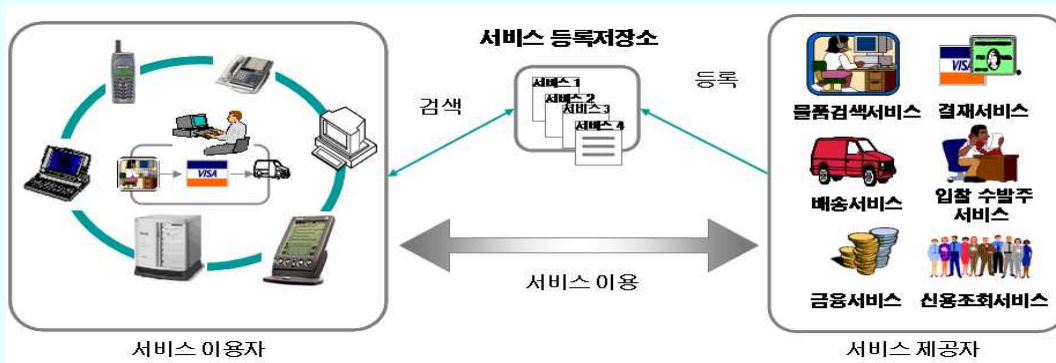 서비스 등록저장소
서비스 1
서비스 2
서비스 3
서비스 4
검색
등록
VISA
서비스 이용
서비스 이용자
VISA
물품검색서비스
결재서비스
배송서비스
입찰 수발주
서비스
금융서비스
신용조회서비스
서비스 제공자